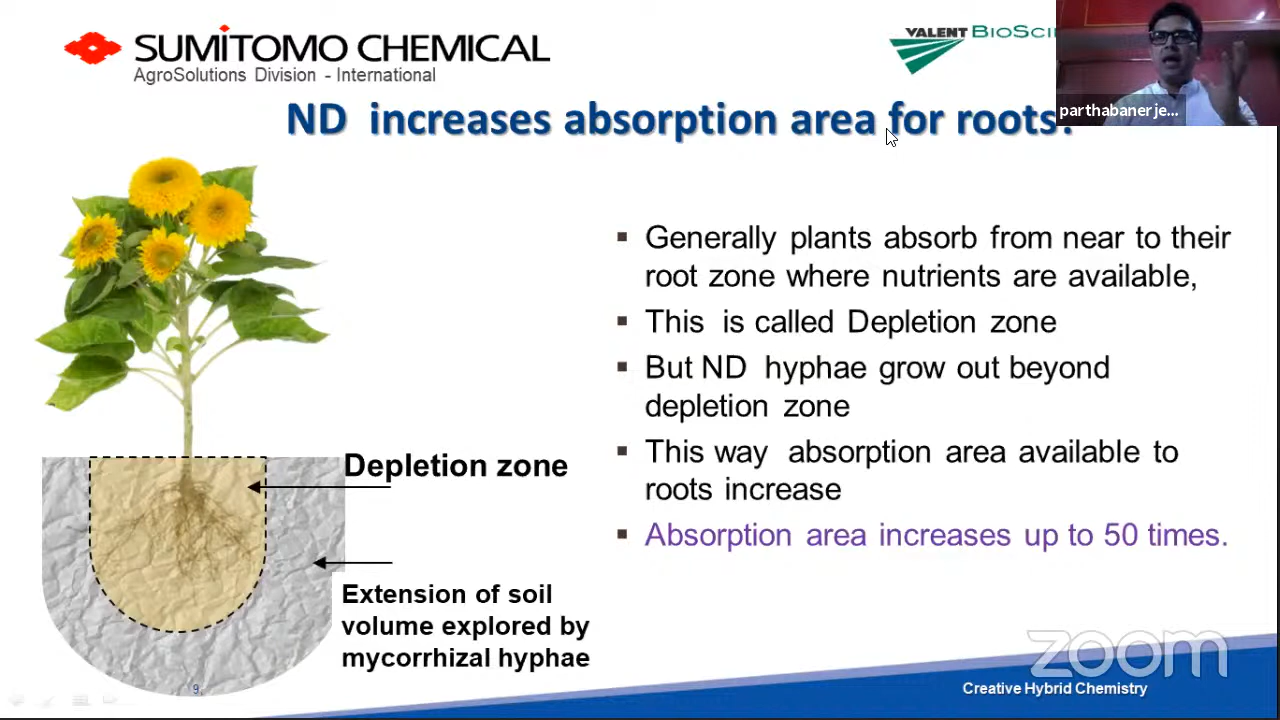 SUMITOMO CHEMICAL
AgroSolutions Division - International
VALENT
parthabanerje...
ND increases absorption area for roots
Generally plants absorb from near to their
root zone where nutrients are available,
This is called Depletion zone
But ND hyphae grow out beyond
depletion zone
This way absorption area available to
roots increase
Absorption area increases up to 50 times.
Depletion zone
Extension of soil
volume explored by
mycorrhizal hyphae
9
zoom
Creative Hybrid Chemistry